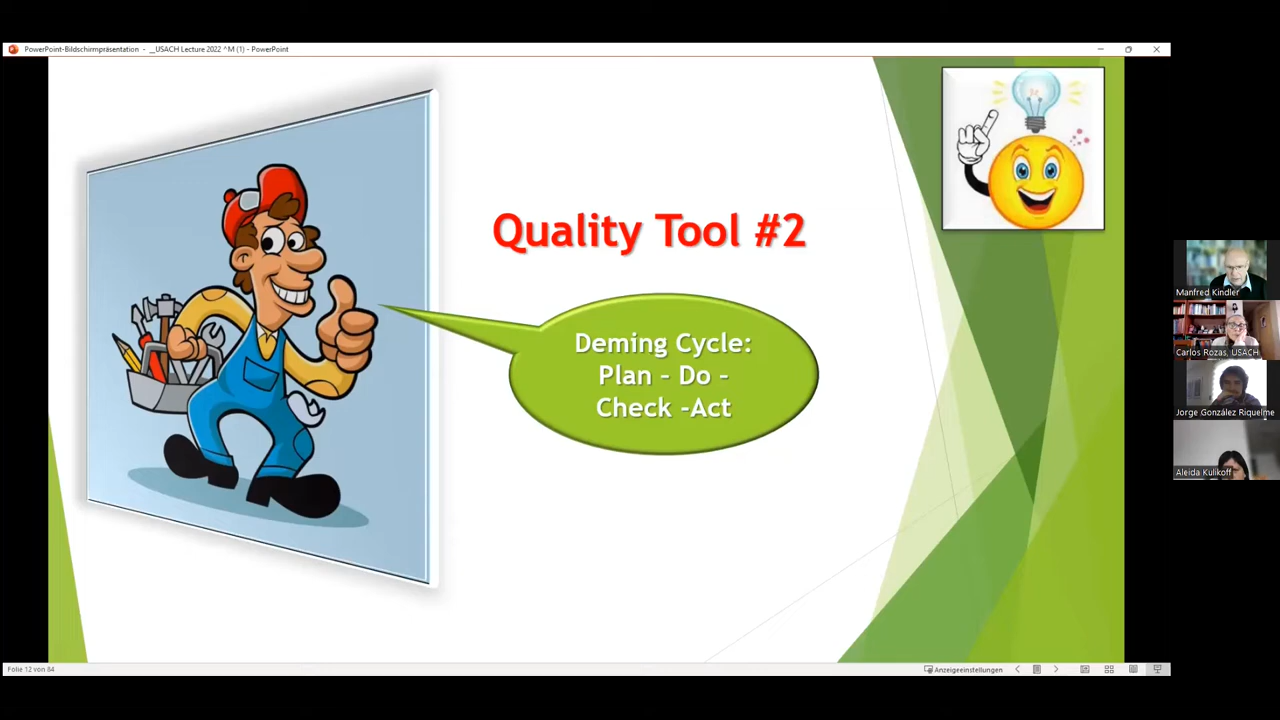 PowerPoint-Bildschirmpräsentation - __USACH Lecture 2022 ^M (1) - PowerPoint
Quality Tool #2
Deming Cycle:
Plan – Do –
Check -Act
Manfred Kindler
Carlos Rozas, USACH
Jorge González Riquelme
Aleida Kulikoff
Folie 12 von 84
Anzeigeeinstellungen